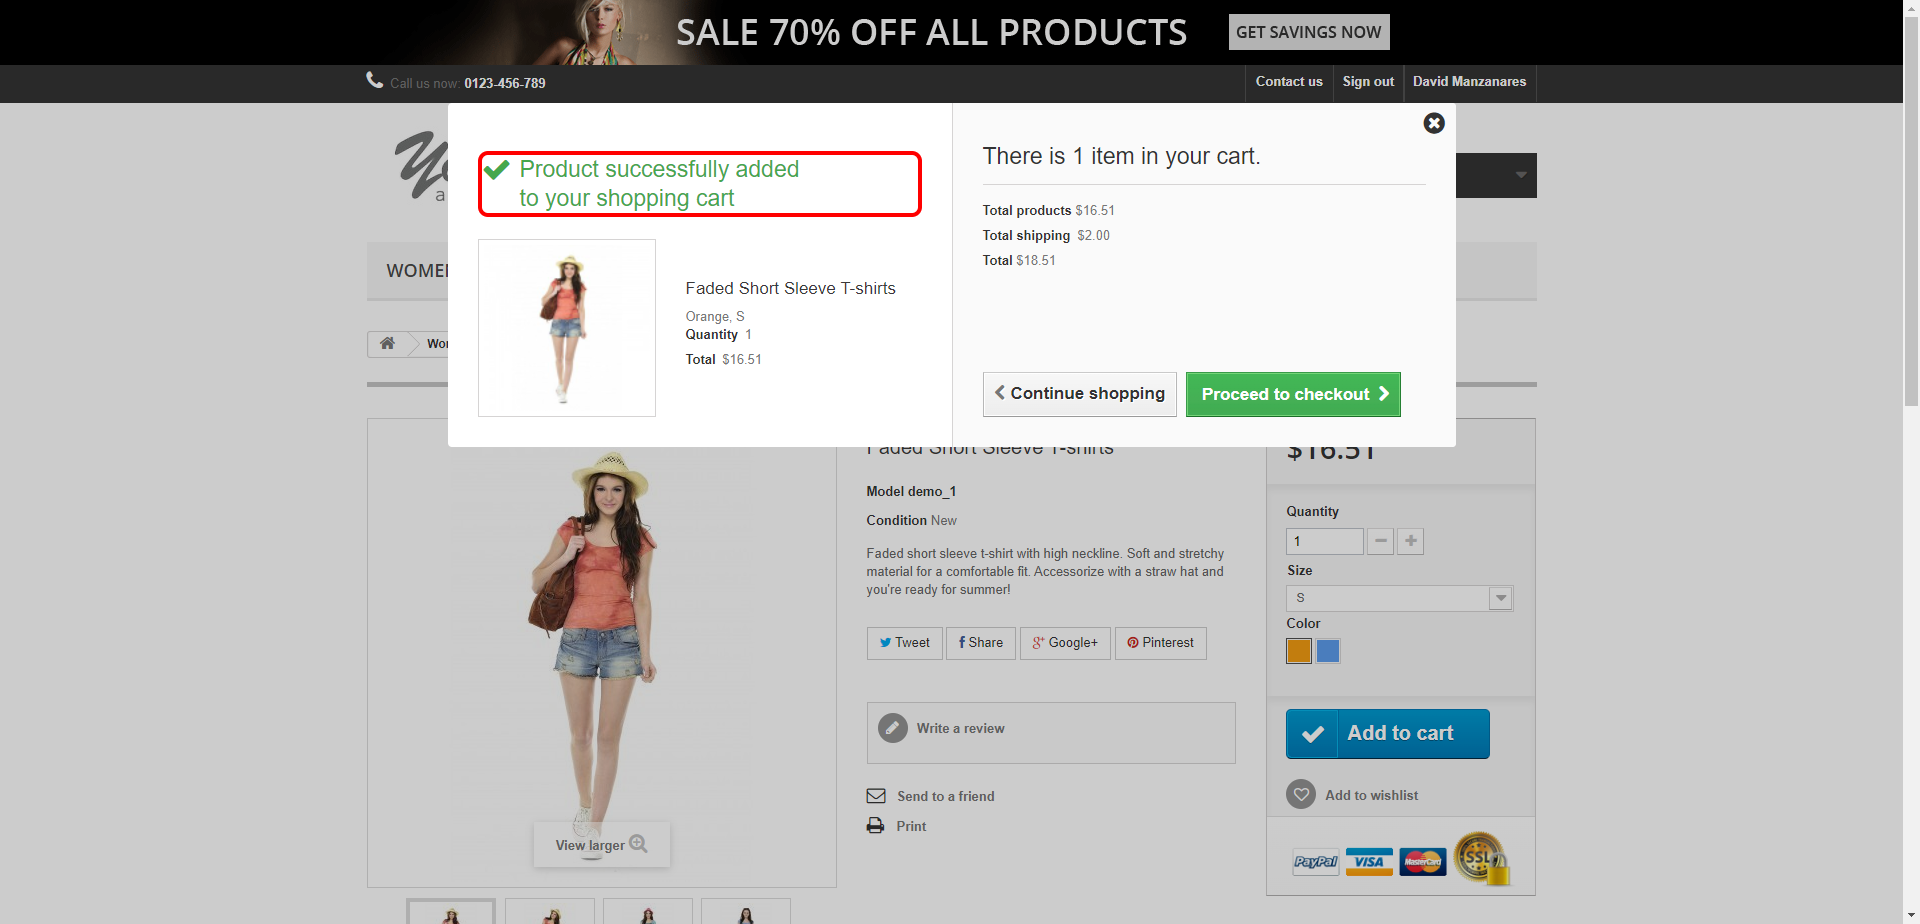 SALE 70% OFF ALL PRODUCTS
GET SAVINGS NOW
Call us now: 0123-456-789
Contact us
Sign out
David Manzanares
Product successfully added
to your shopping cart
Faded Short Sleeve T-shirts
Orange, S
Quantity 1
Total $16.51
There is 1 item in your cart.
Total products $16.51
Total shipping $2.00
Total $18.51
Continue shopping
Proceed to checkout
Faded Short Sleeve T-shirts
Model demo_1
Condition New
Faded short sleeve t-shirt with high neckline. Soft and stretchy
material for a comfortable fit. Accessorize with a straw hat and
you're ready for summer!
Tweet
Share
Google+
Pinterest
Write a review
Send to a friend
Print
View larger
$16.51
Quantity
1
Size
S
Color
Add to cart
Add to wishlist
PayPal
VISA
MasterCard
SSL